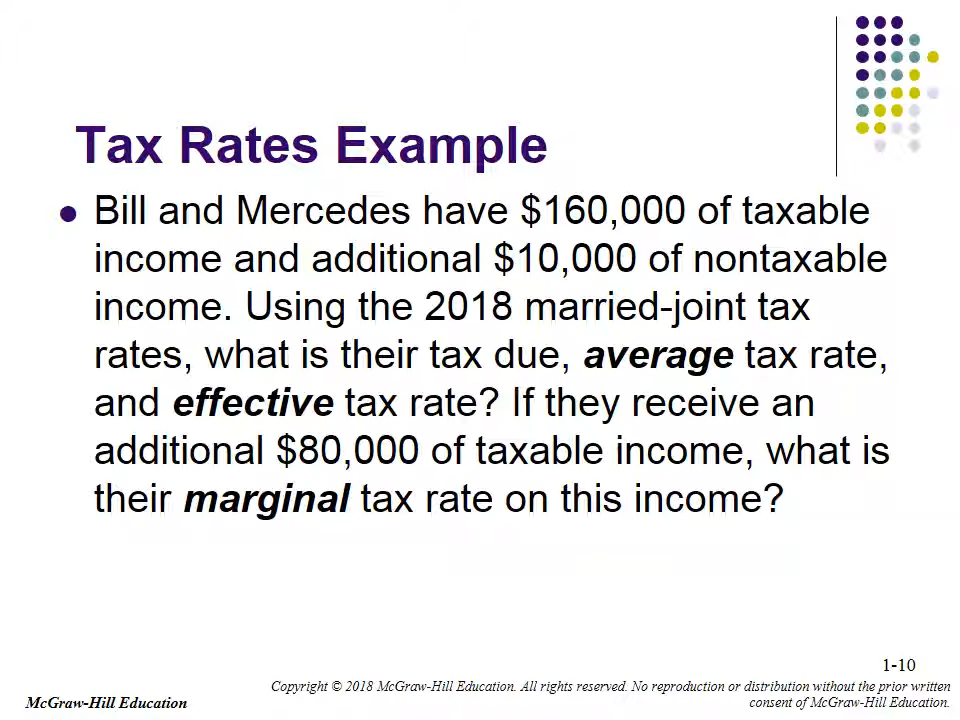 Tax Rates Example
Bill and Mercedes have $160,000 of taxable
income and additional $10,000 of nontaxable
income. Using the 2018 married-joint tax
rates, what is their tax due, average tax rate,
and effective tax rate? If they receive an
additional $80,000 of taxable income, what is
their marginal tax rate on this income?
1-10
Copyright © 2018 McGraw-Hill Education. All rights reserved. No reproduction or distribution without the prior written
consent of McGraw-Hill Education.
McGraw-Hill Education